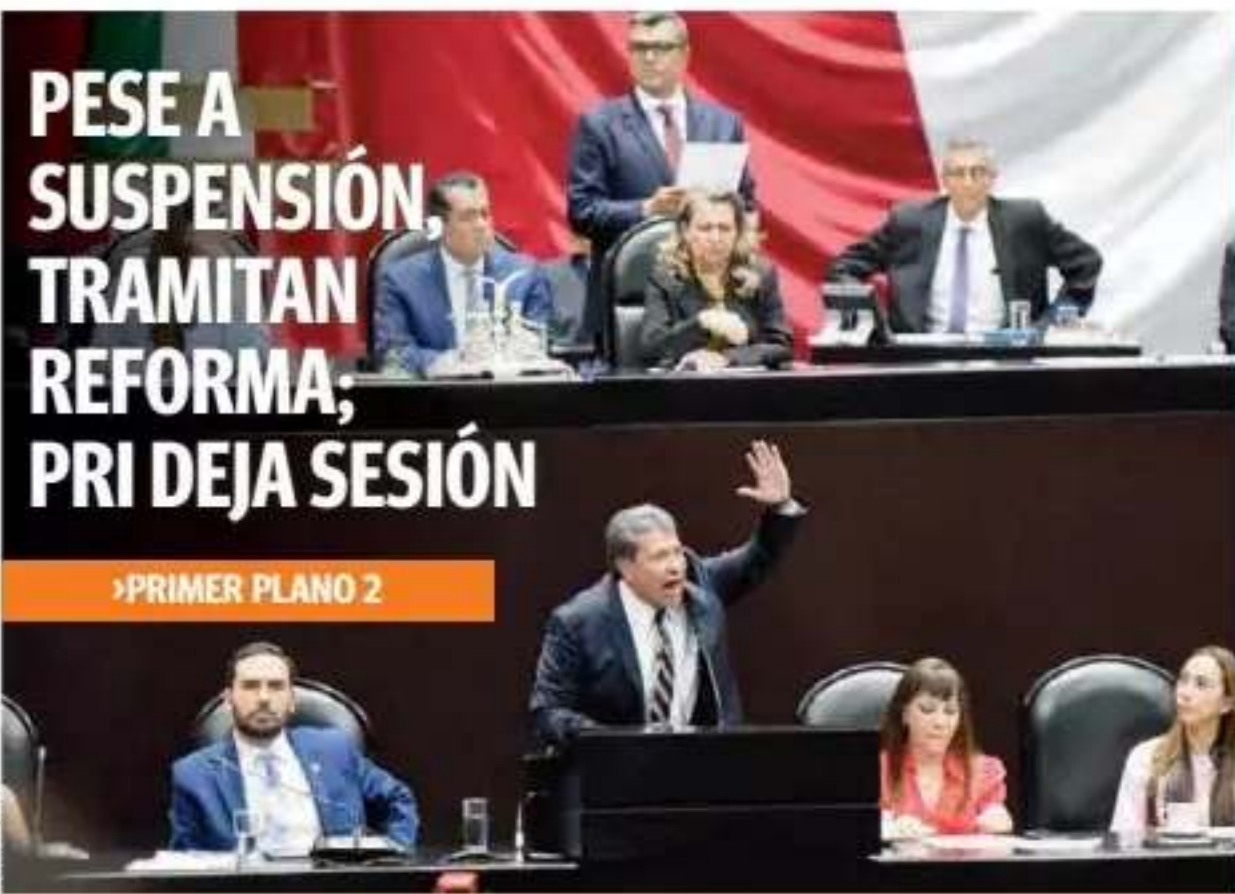 PESE A
SUSPENSIÓN,
TRAMITAN
REFORMA;
PRI DEJA SESIÓN
›PRIMER PLANO 2